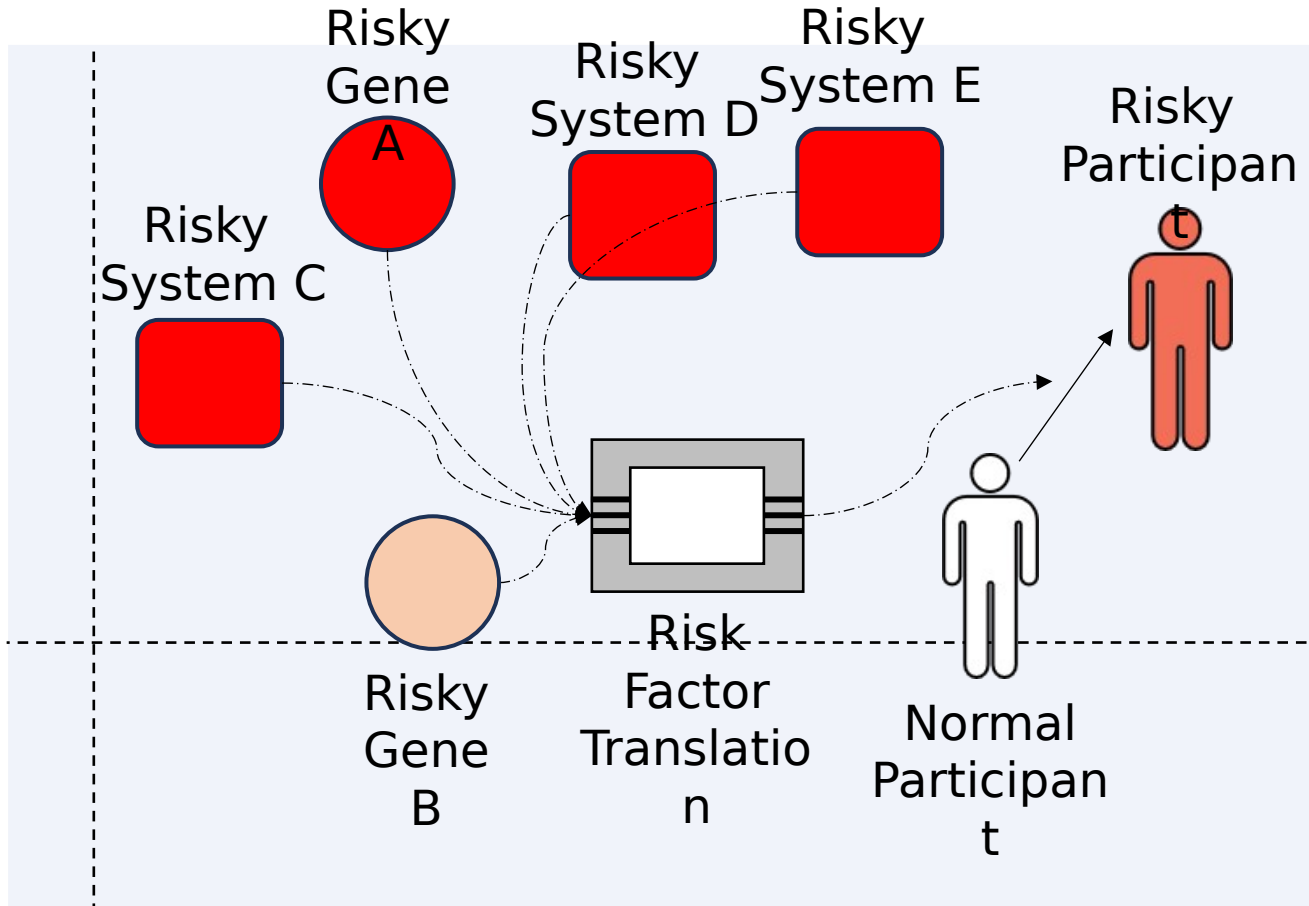 Risky
Gene
A
Risky
System D
Risky
System E
Risky
Participan
t
Risky
System C
Risky
Gene
B
Risk
Factor
Translatio
n
Normal
Participan
t